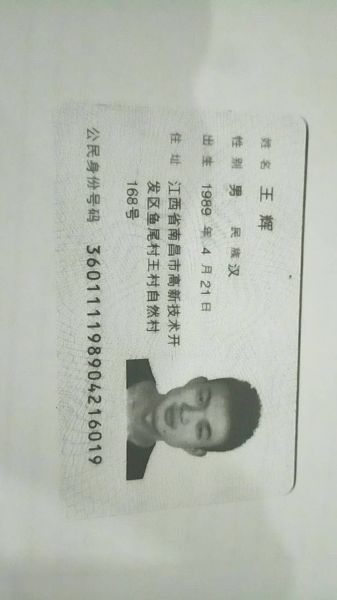 姓名 王辉
性别 男 民族 汉
出生 1989 年 4 月 21 日
住址 江西省南昌市高新技术开
发区鱼尾村王村自然村
168号
公民身份号码 360111198904216019